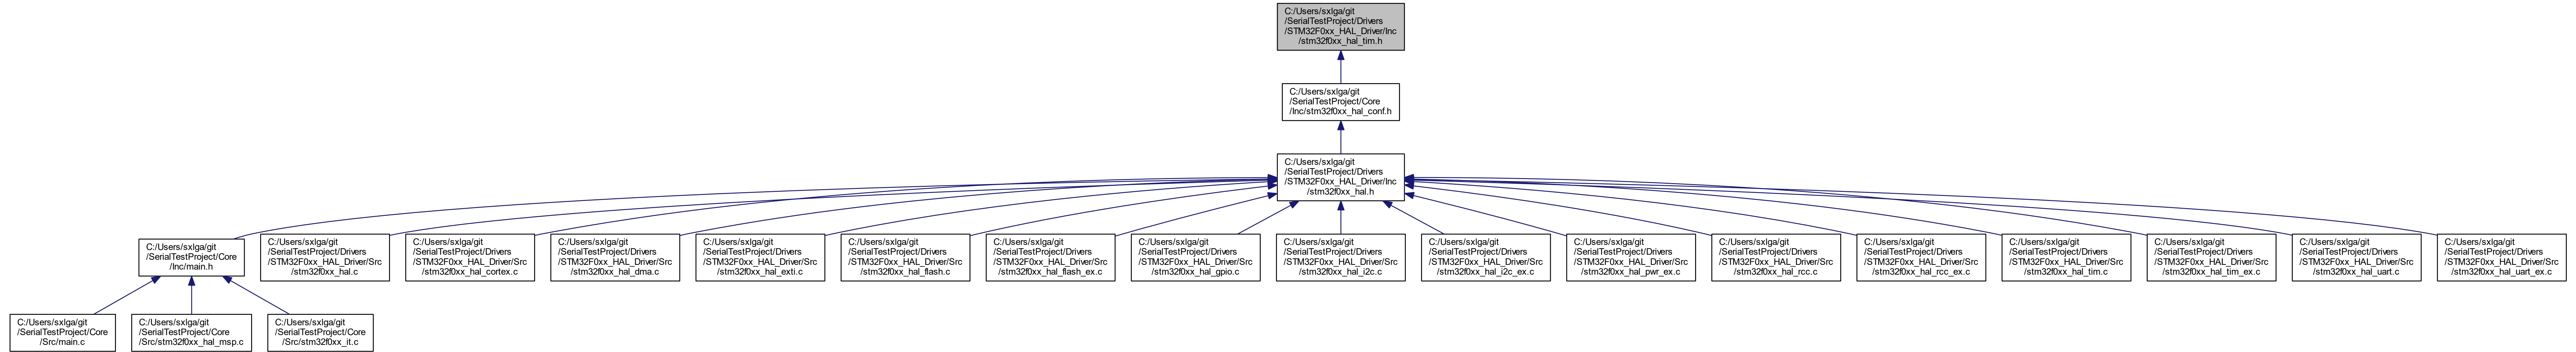 C:/Users/sxlga/git
/SerialTestProject/Drivers
/STM32F0xx_HAL_Driver/Inc
/stm32f0xx_hal_tim.h
C:/Users/sxlga/git
/SerialTestProject/Core
/Inc/stm32f0xx_hal_conf.h
C:/Users/sxlga/git
/SerialTestProject/Drivers
/STM32F0xx_HAL_Driver/Inc
/stm32f0xx_hal.h
C:/Users/sxlga/git
/SerialTestProject/Core
/Inc/main.h
C:/Users/sxlga/git
/SerialTestProject/Drivers
/STM32F0xx_HAL_Driver/Src
/stm32f0xx_hal.c
C:/Users/sxlga/git
/SerialTestProject/Drivers
/STM32F0xx_HAL_Driver/Src
/stm32f0xx_hal_cortex.c
C:/Users/sxlga/git
/SerialTestProject/Drivers
/STM32F0xx_HAL_Driver/Src
/stm32f0xx_hal_dma.c
C:/Users/sxlga/git
/SerialTestProject/Drivers
/STM32F0xx_HAL_Driver/Src
/stm32f0xx_hal_exti.c
C:/Users/sxlga/git
/SerialTestProject/Drivers
/STM32F0xx_HAL_Driver/Src
/stm32f0xx_hal_flash.c
C:/Users/sxlga/git
/SerialTestProject/Drivers
/STM32F0xx_HAL_Driver/Src
/stm32f0xx_hal_flash_ex.c
C:/Users/sxlga/git
/SerialTestProject/Drivers
/STM32F0xx_HAL_Driver/Src
/stm32f0xx_hal_gpio.c
C:/Users/sxlga/git
/SerialTestProject/Drivers
/STM32F0xx_HAL_Driver/Src
/stm32f0xx_hal_i2c.c
C:/Users/sxlga/git
/SerialTestProject/Drivers
/STM32F0xx_HAL_Driver/Src
/stm32f0xx_hal_i2c_ex.c
C:/Users/sxlga/git
/SerialTestProject/Drivers
/STM32F0xx_HAL_Driver/Src
/stm32f0xx_hal_pwr_ex.c
C:/Users/sxlga/git
/SerialTestProject/Drivers
/STM32F0xx_HAL_Driver/Src
/stm32f0xx_hal_rcc.c
C:/Users/sxlga/git
/SerialTestProject/Drivers
/STM32F0xx_HAL_Driver/Src
/stm32f0xx_hal_rcc_ex.c
C:/Users/sxlga/git
/SerialTestProject/Drivers
/STM32F0xx_HAL_Driver/Src
/stm32f0xx_hal_tim.c
C:/Users/sxlga/git
/SerialTestProject/Drivers
/STM32F0xx_HAL_Driver/Src
/stm32f0xx_hal_tim_ex.c
C:/Users/sxlga/git
/SerialTestProject/Drivers
/STM32F0xx_HAL_Driver/Src
/stm32f0xx_hal_uart.c
C:/Users/sxlga/git
/SerialTestProject/Drivers
/STM32F0xx_HAL_Driver/Src
/stm32f0xx_hal_uart_ex.c
C:/Users/sxlga/git
/SerialTestProject/Core
/Src/main.c
C:/Users/sxlga/git
/SerialTestProject/Core
/Src/stm32f0xx_hal_msp.c
C:/Users/sxlga/git
/SerialTestProject/Core
/Src/stm32f0xx_it.c